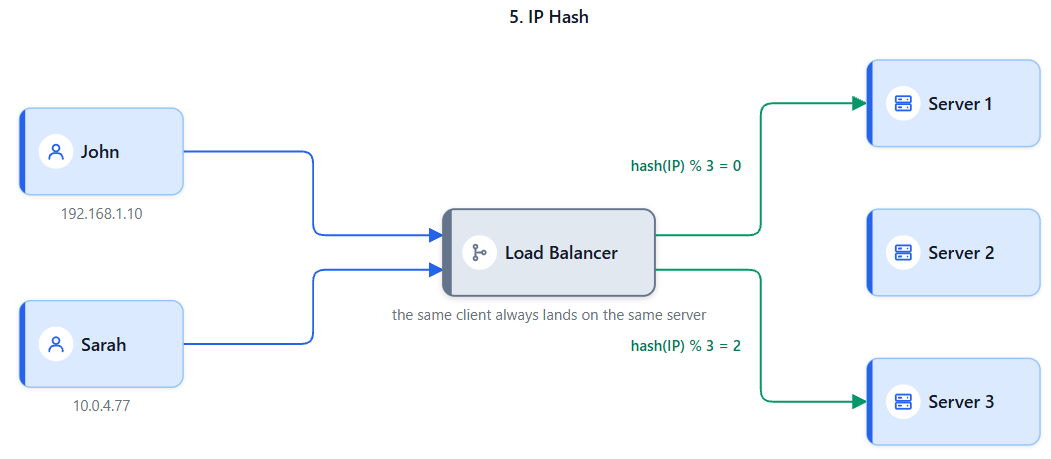 5. IP Hash
John
192.168.1.10
Sarah
10.0.4.77
Load Balancer
the same client always lands on the same server
hash(IP) % 3 = 0
hash(IP) % 3 = 2
Server 1
Server 2
Server 3